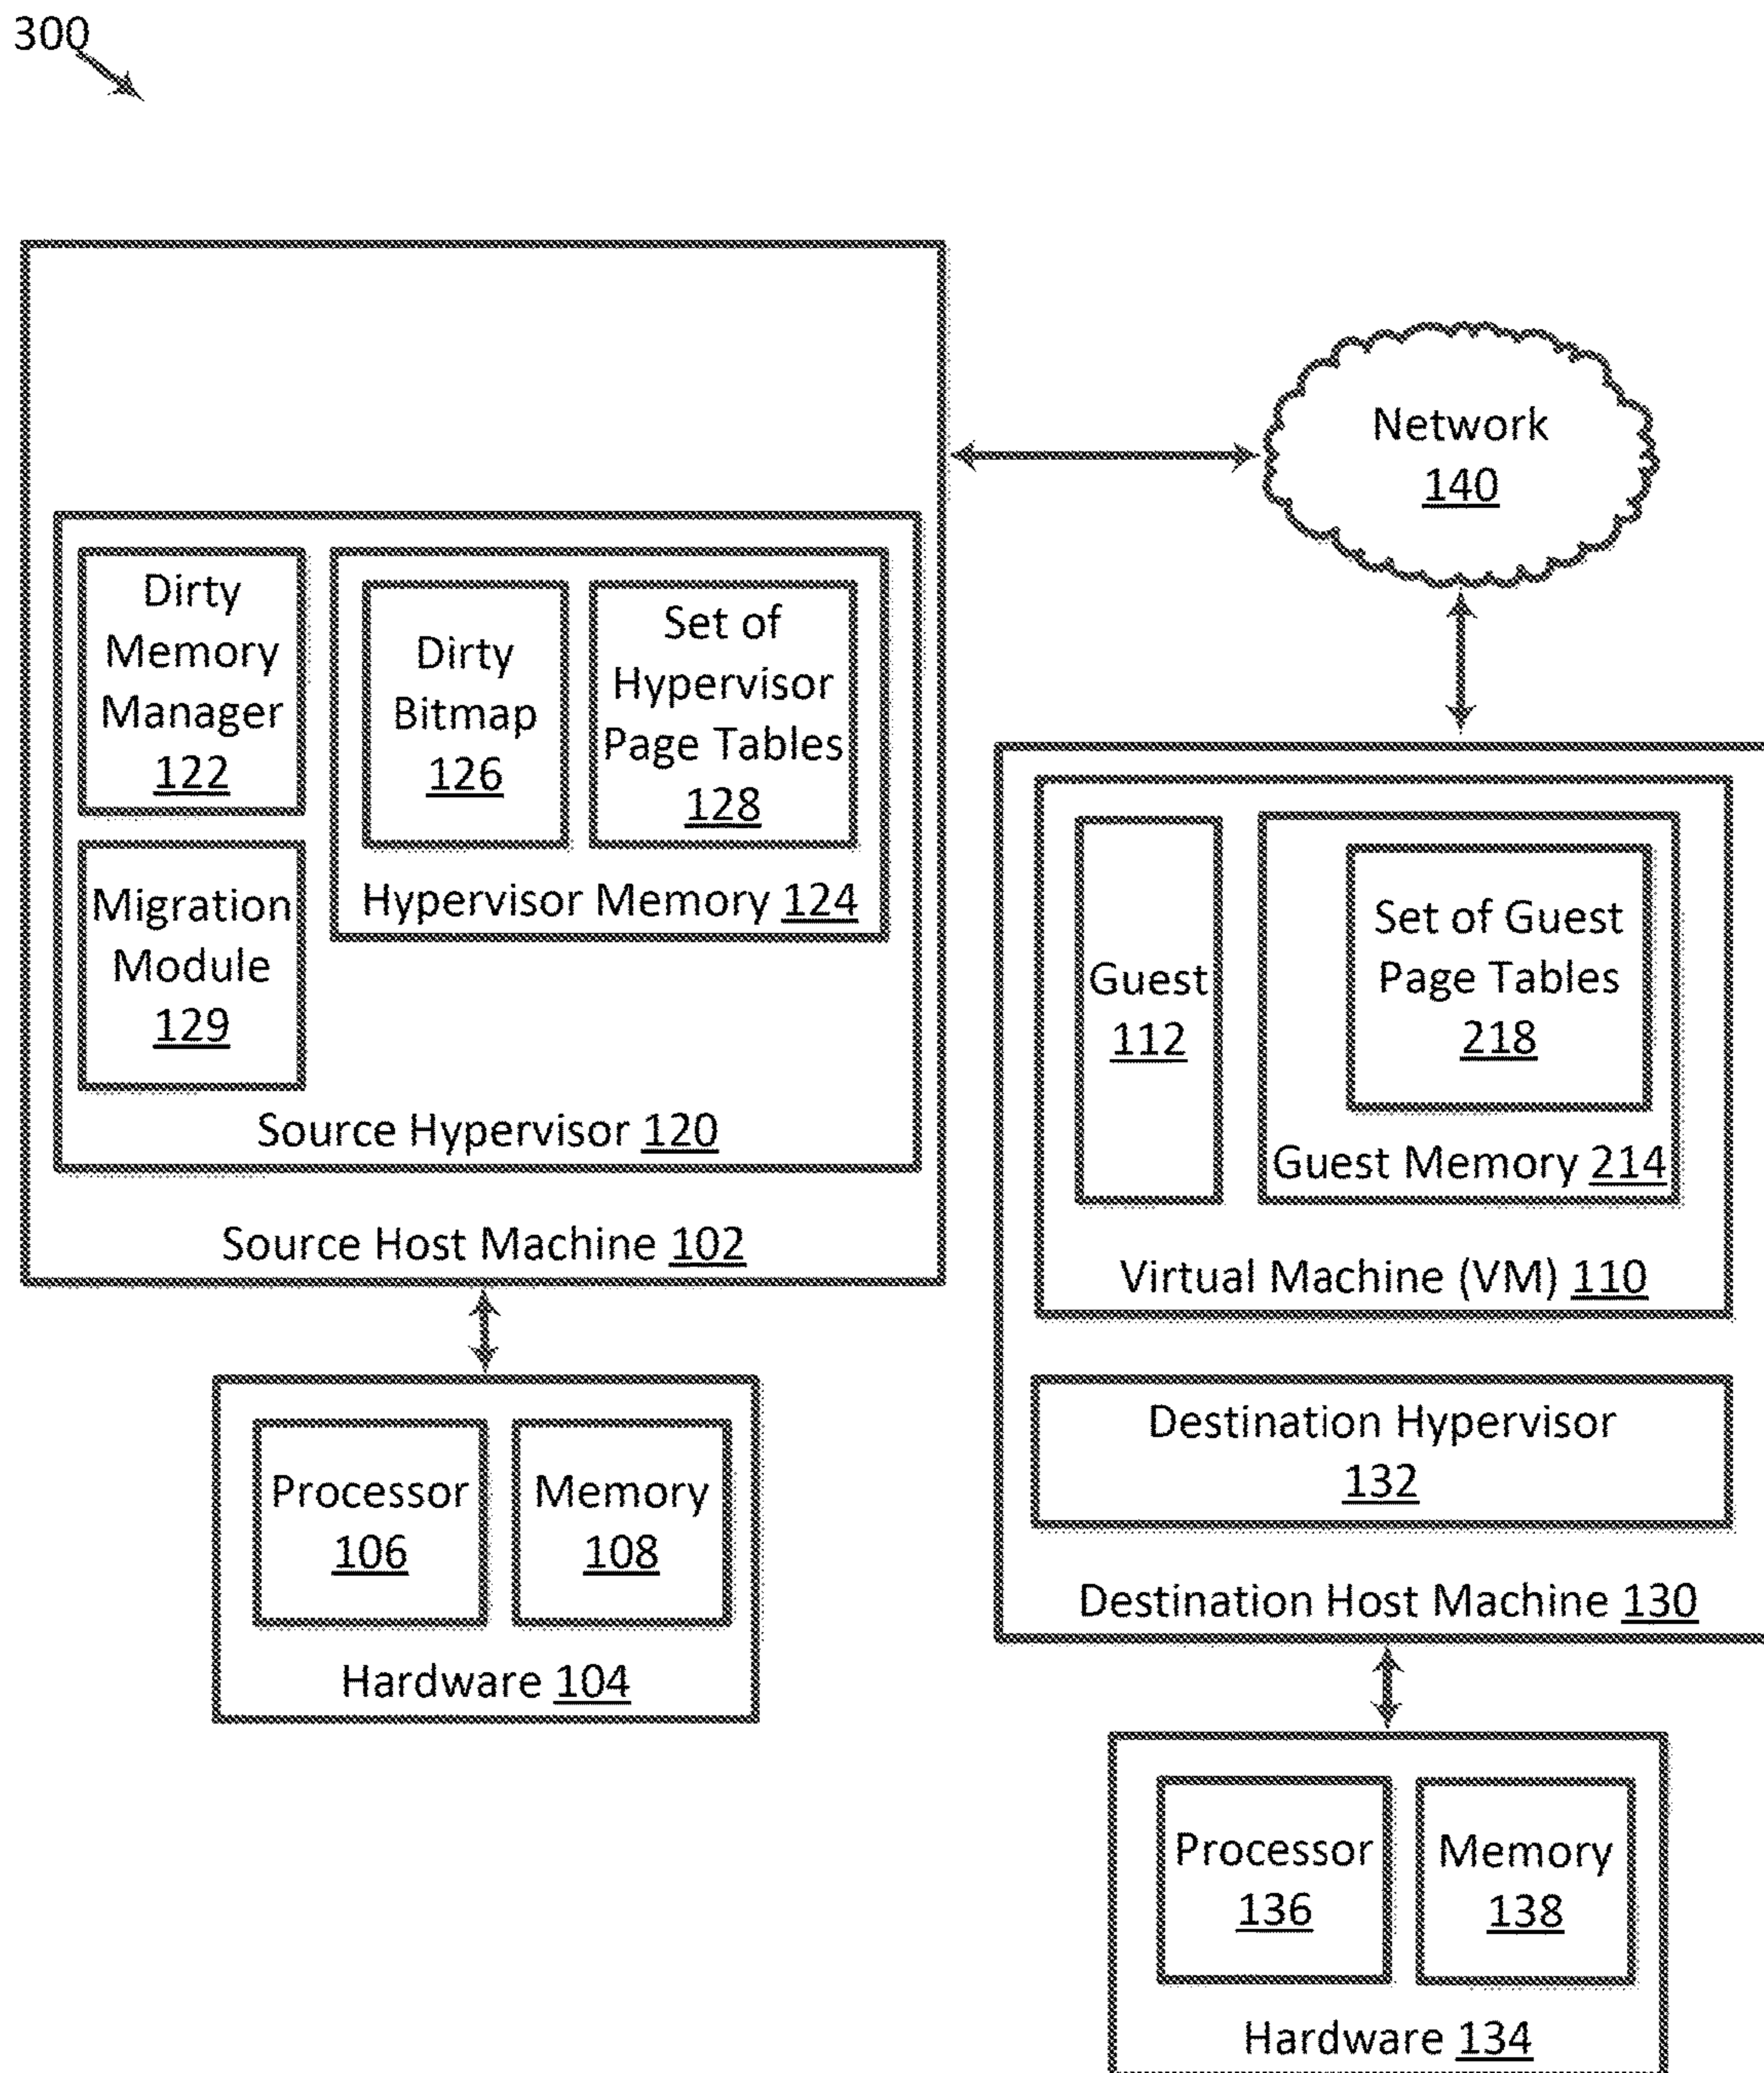 300
Network
140
Dirty
Memory
Manager
122
Dirty
Bitmap
126
Set of
Hypervisor
Page Tables
128
Hypervisor Memory 124
Migration
Module
129
Source Hypervisor 120
Source Host Machine 102
Processor
106
Memory
108
Hardware 104
Guest
112
Set of Guest
Page Tables
218
Guest Memory 214
Virtual Machine (VM) 110
Destination Hypervisor
132
Destination Host Machine 130
Processor
136
Memory
138
Hardware 134